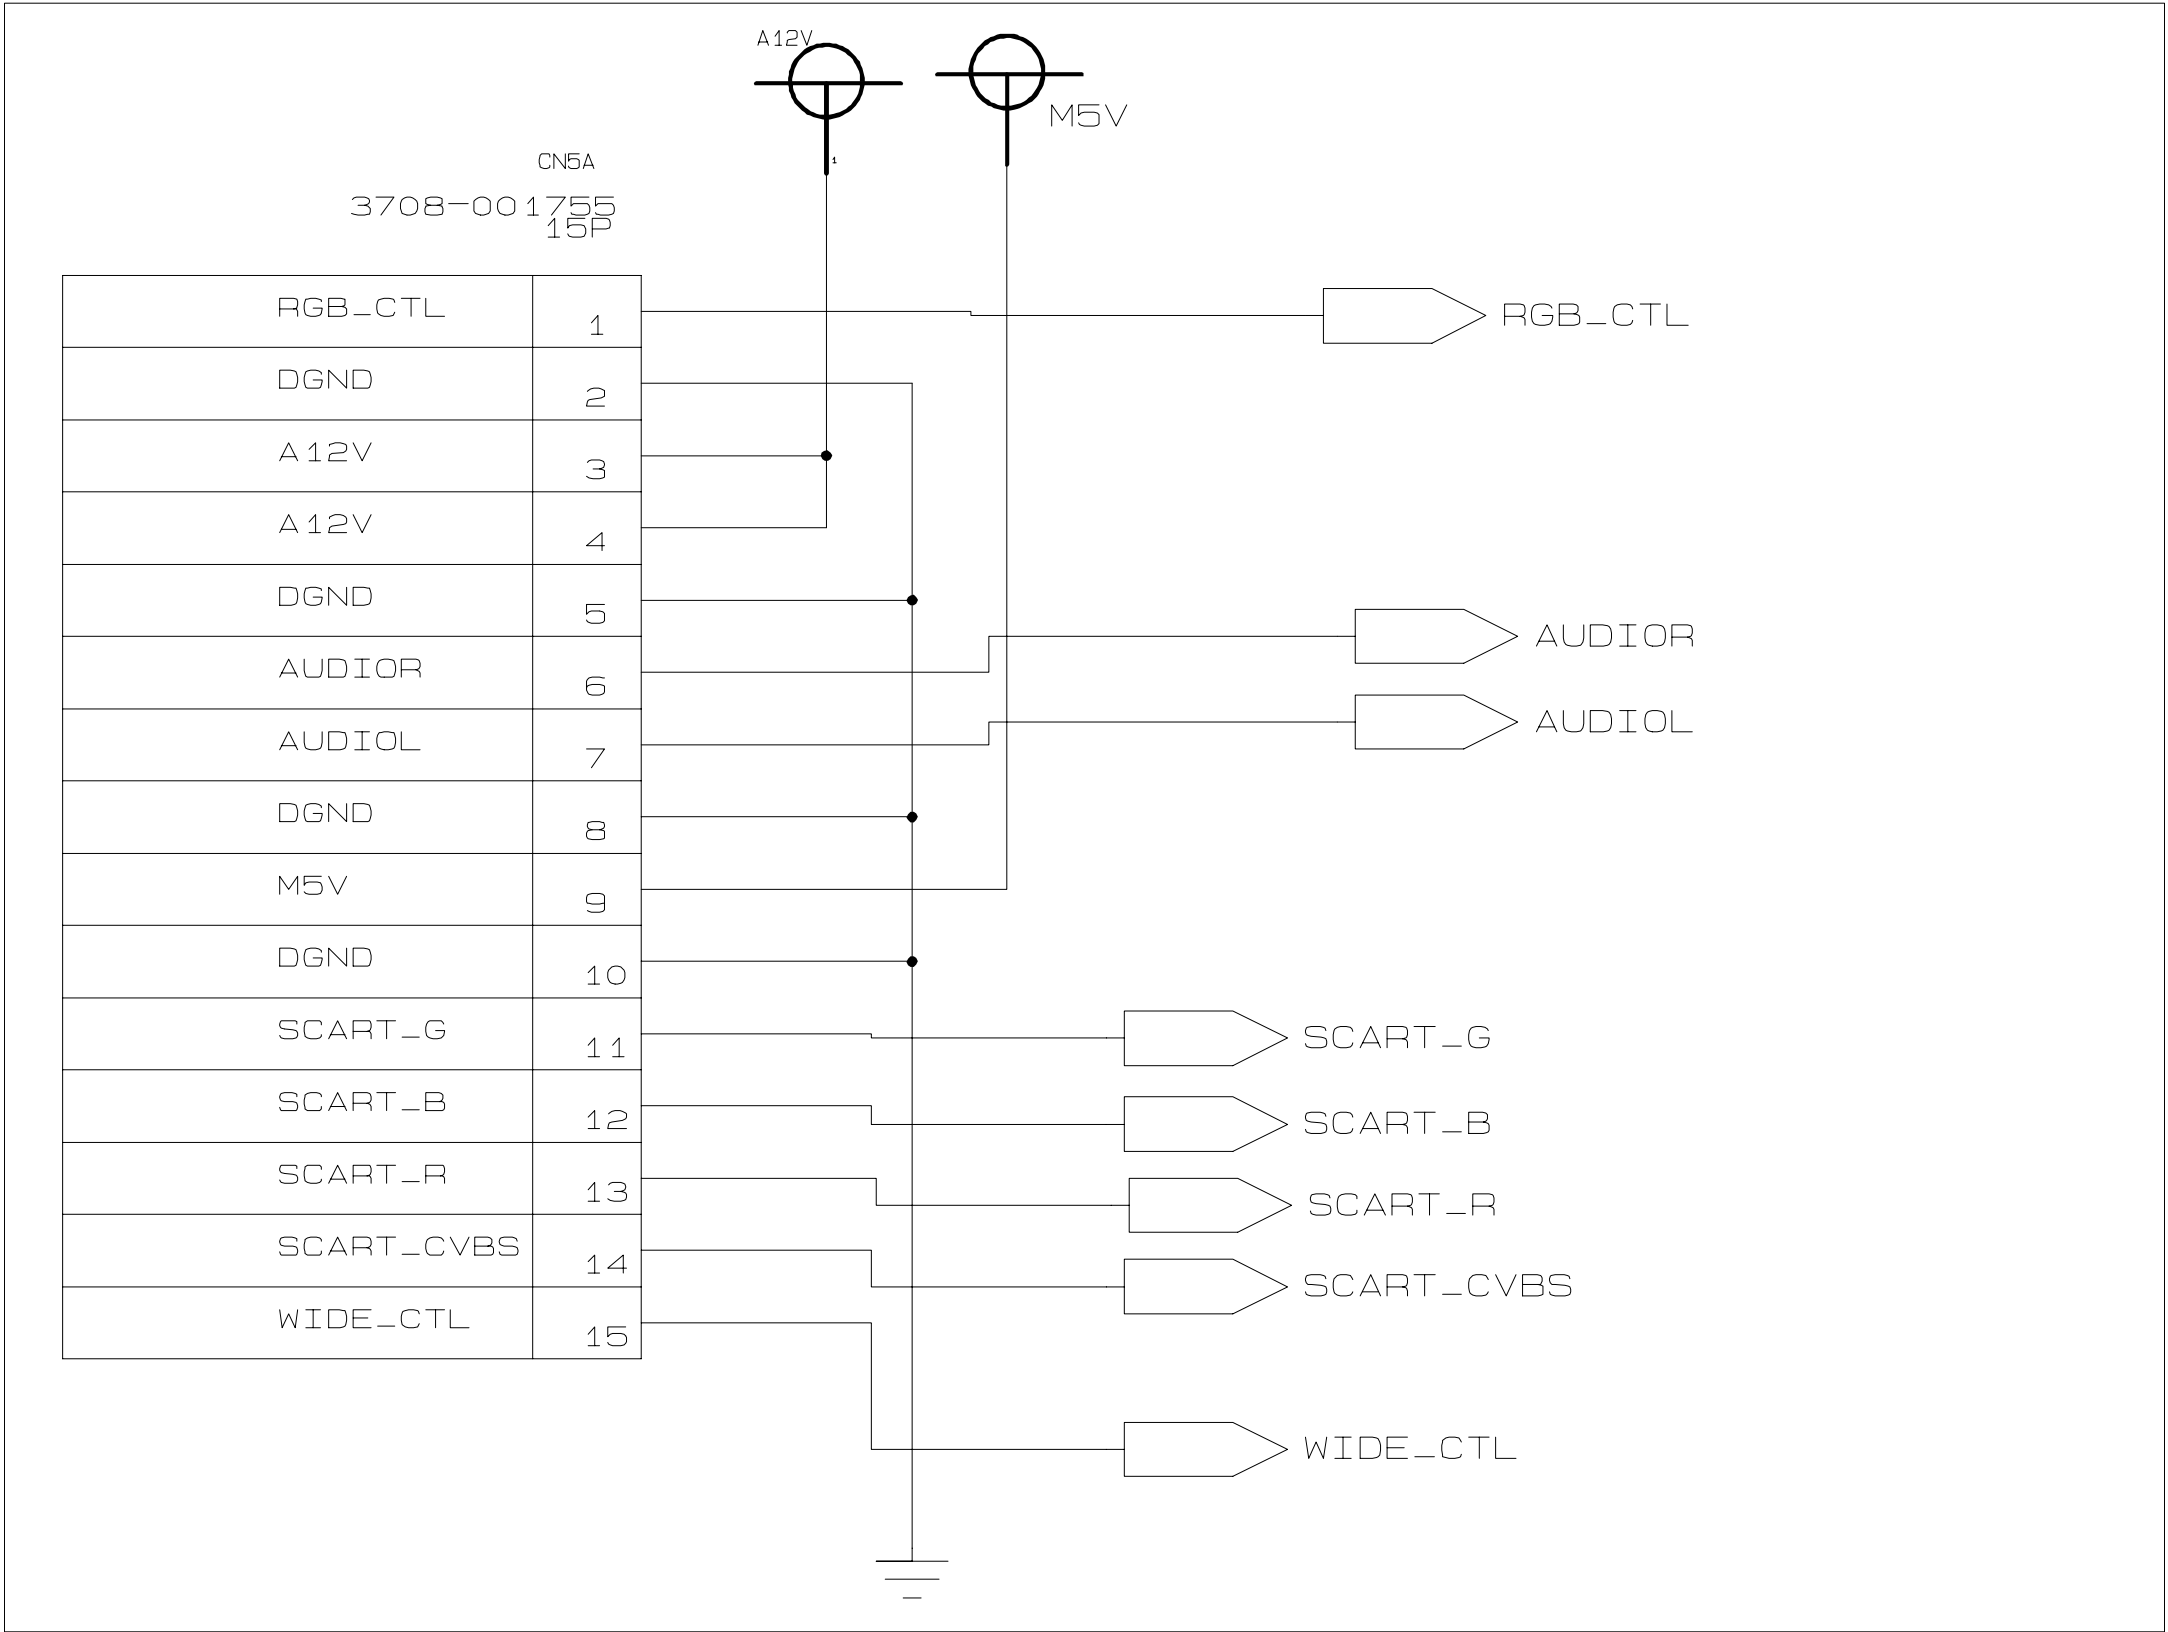 A12V
M5V
1
CN5A
3708-001755
15P
RGB_CTL 1 RGB_CTL
DGND 2
A12V 3
A12V 4
DGND 5
AUDIOR 6 AUDIOR
AUDIOL 7 AUDIOL
DGND 8
M5V 9
DGND 10
SCART_G 11 SCART_G
SCART_B 12 SCART_B
SCART_R 13 SCART_R
SCART_CVBS 14 SCART_CVBS
WIDE_CTL 15
WIDE_CTL